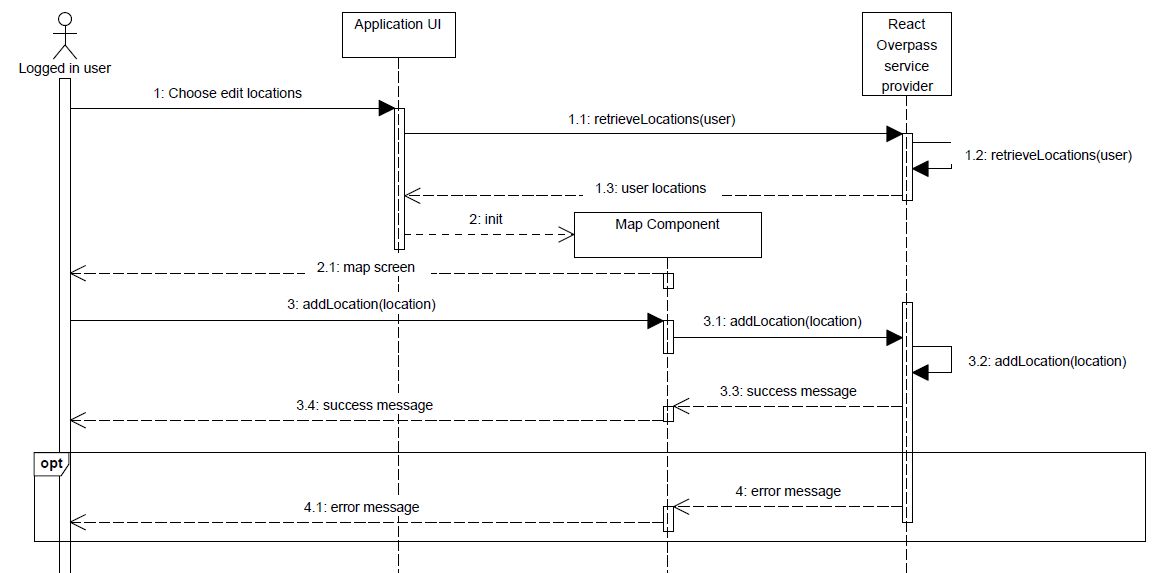 Application UI
React
Overpass
service
provider
Logged in user
1: Choose edit locations
1.1: retrieveLocations(user)
1.2: retrieveLocations(user)
1.3: user locations
2: init
Map Component
2.1: map screen
3: addLocation(location)
3.1: addLocation(location)
3.2: addLocation(location)
3.3: success message
3.4: success message
opt
4: error message
4.1: error message